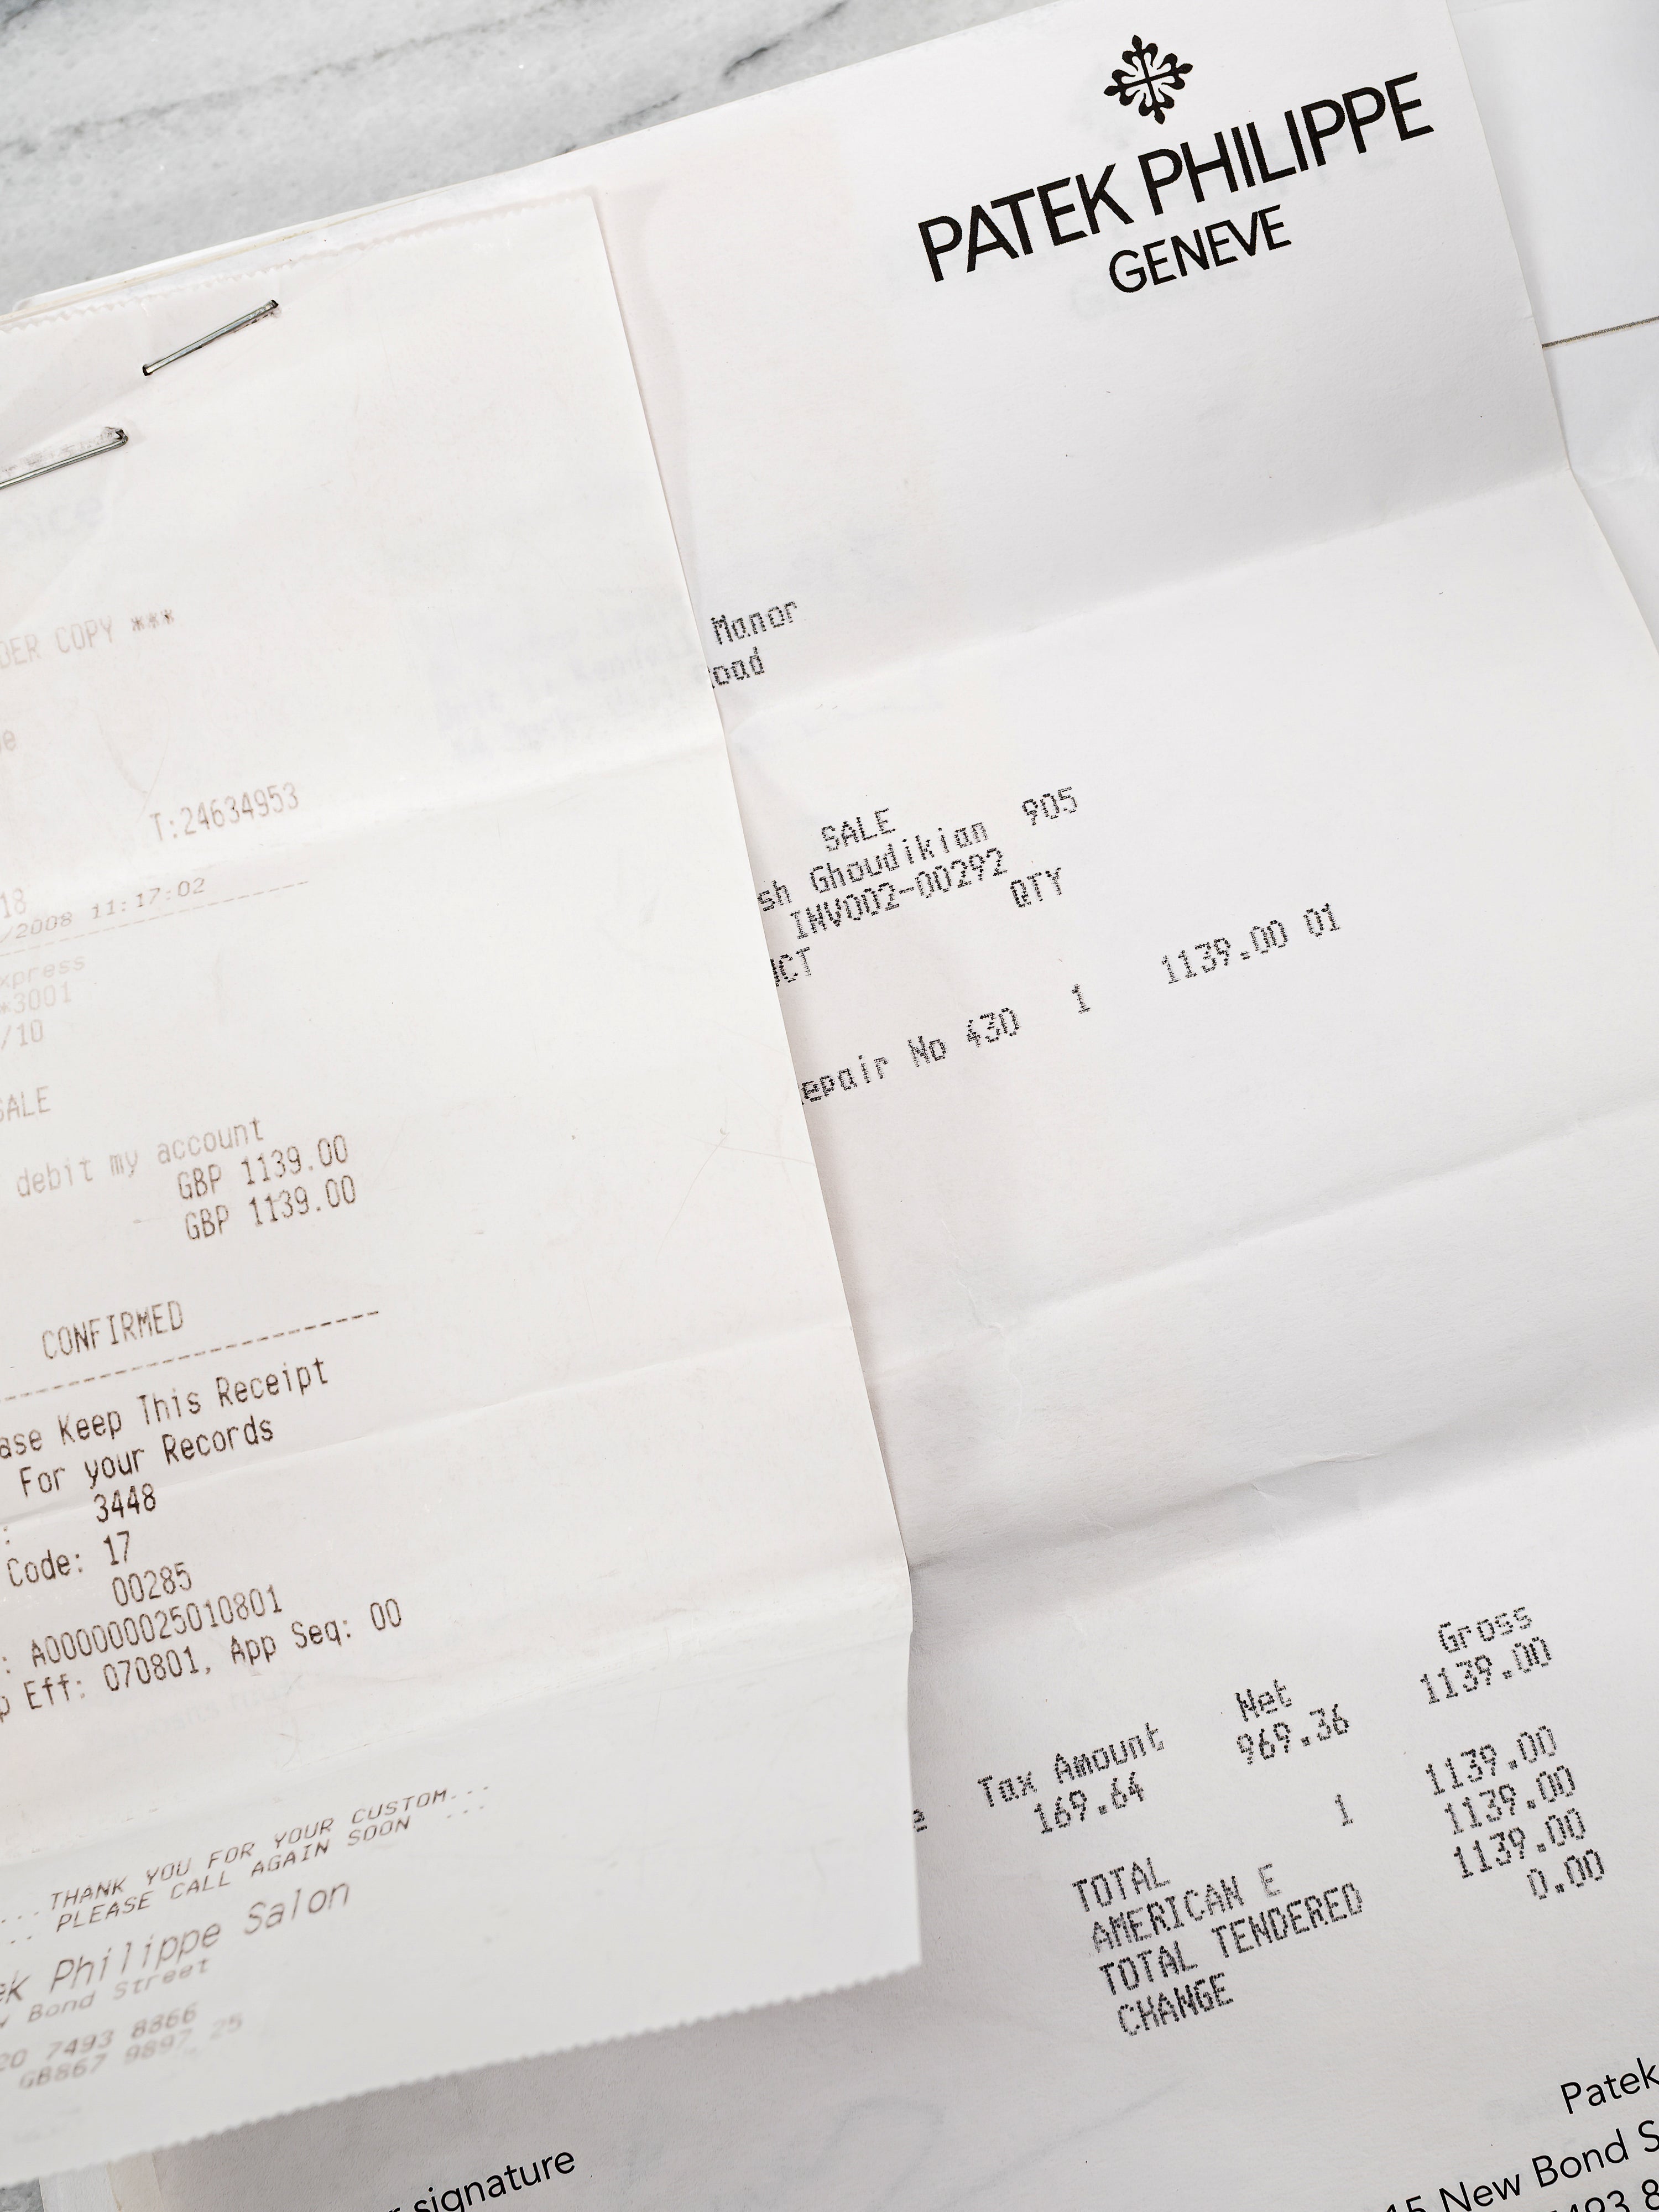 PATEK PHILIPPE
GENEVE
Manor
oad
SALE
sh Ghoudikian 905
INV002-00292
QTY
ICT
1139.00 01
epair No 430 1
Gross
Tax Amount Net 1139.00
e 169.64 969.36
TOTAL 1 1139.00
AMERICAN E 1139.00
TOTAL TENDERED 1139.00
CHANGE 0.00
Patek
15 New Bond S
493 8
r signature
DER COPY ***
e
T:24634953
18
/2008 11:17:02
xpress
*3001
/10
SALE
debit my account
GBP 1139.00
GBP 1139.00
CONFIRMED
ase Keep This Receipt
For your Records
: 3448
Code: 17
00285
: A000000025010801
p Eff: 070801, App Seq: 00
...THANK YOU FOR YOUR CUSTOM...
...PLEASE CALL AGAIN SOON ...
ek Philippe Salon
w Bond Street
20 7493 8866
GB867 9897 25